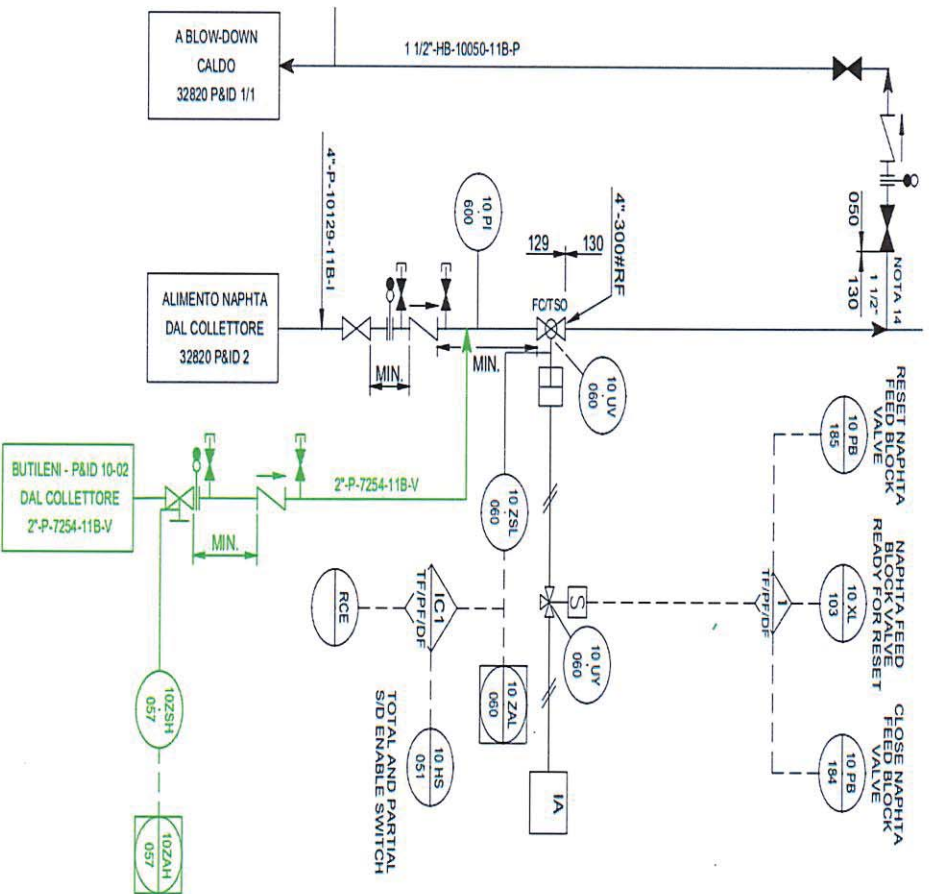 A BLOW-DOWN
CALDO
32820 P&ID 1/1
1 1/2"-HB-10050-11B-P
050
130
1 1/2"
NOTA 14
4"-P-10129-11B-I
10 PI
600
129
130
4"-300#RF
FC/TSO
ALIMENTO NAPHTA
DAL COLLETTORE
32820 P&ID 2
MIN.
MIN.
10 UV
060
RESET NAPHTA
FEED BLOCK
VALVE
10 PB
185
BUTILENI - P&ID 10-02
DAL COLLETTORE
2"-P-7254-11B-V
2"-P-7254-11B-V
MIN.
10 ZSL
060
S
1
TF/PF/DF
NAPHTA FEED
BLOCK VALVE
READY FOR RESET
10 XL
103
RCE
IC1
TF/PF/DF
10 ZAL
060
10 UY
060
TOTAL AND PARTIAL
S/D ENABLE SWITCH
10 HS
051
IA
CLOSE NAPHTA
FEED BLOCK
VALVE
10 PB
184
10ZSH
057
10ZAH
057